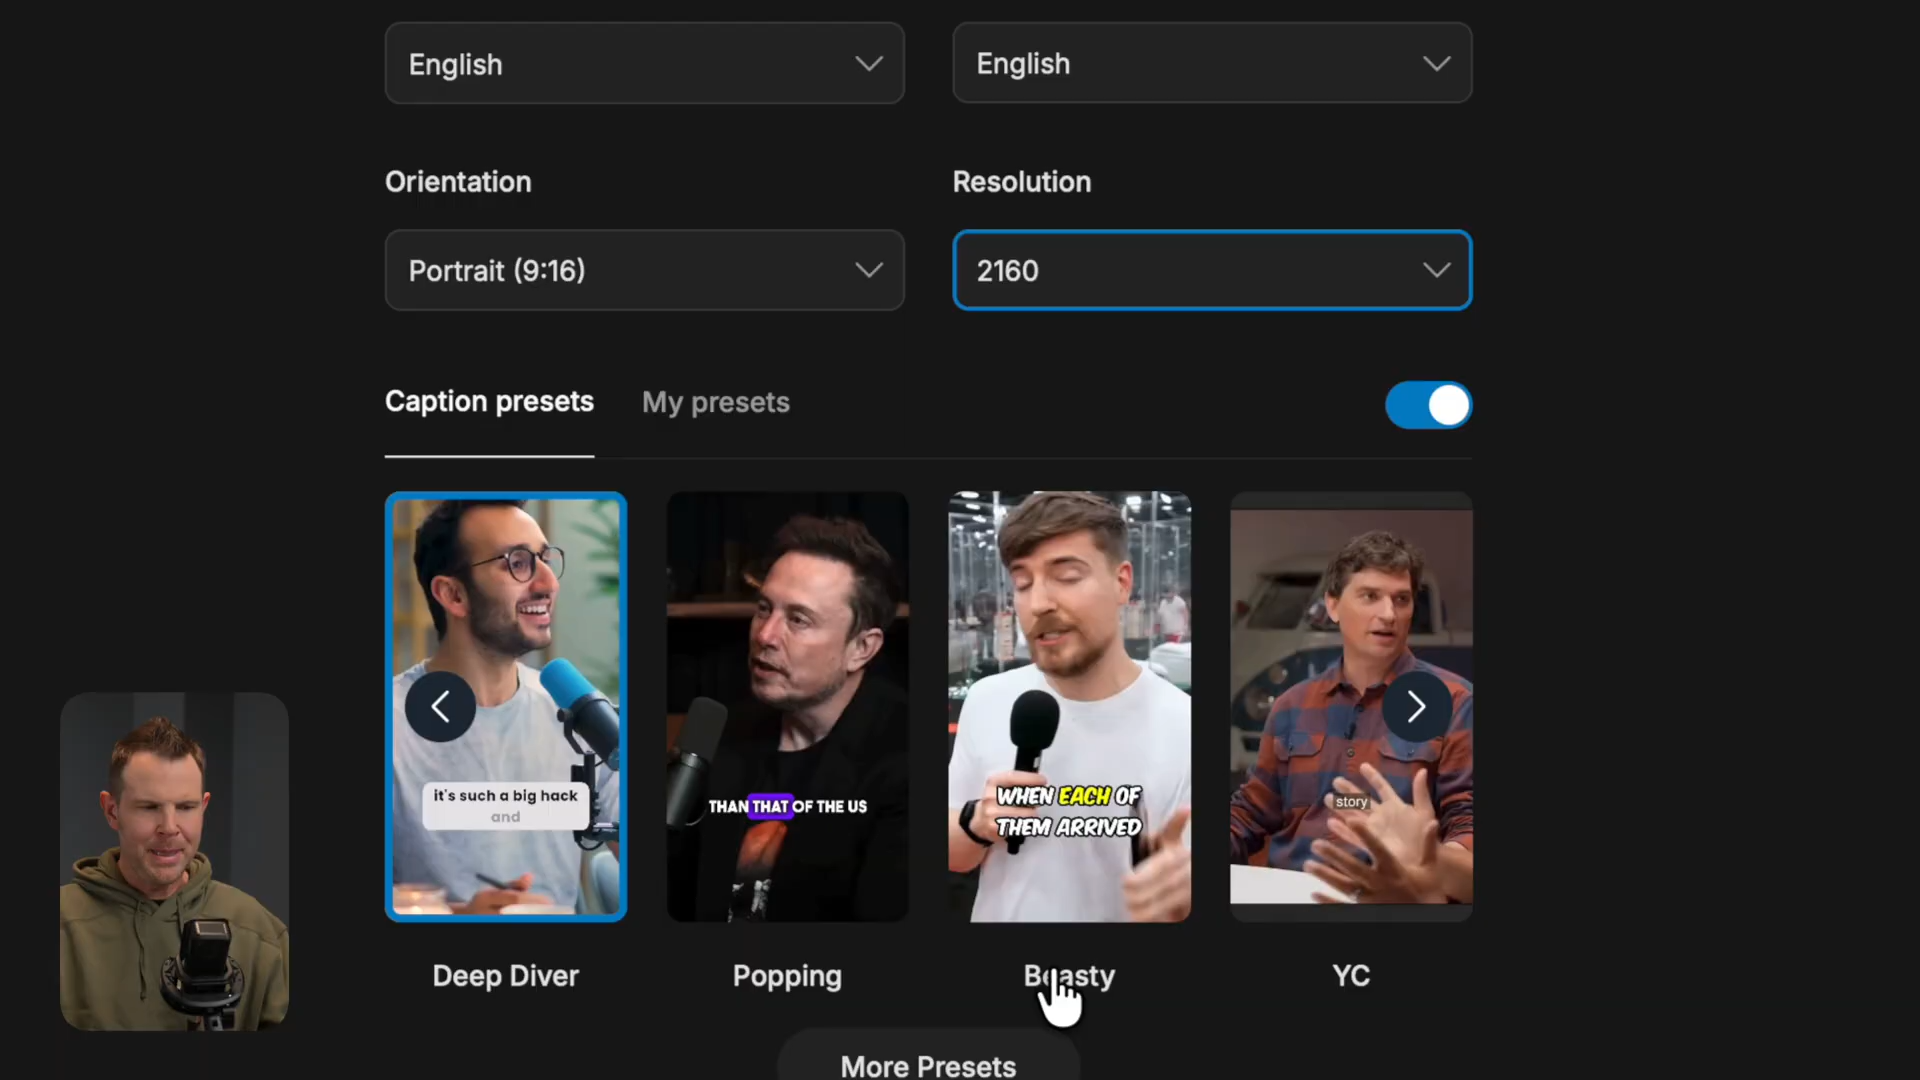 English
English
Orientation
Resolution
Portrait (9:16)
2160
Caption presets
My presets
it's such a big hack
and
THAN THAT OF THE US
WHEN EACH OF
THEM ARRIVED
story
Deep Diver
Popping
Beasty
YC
More Presets